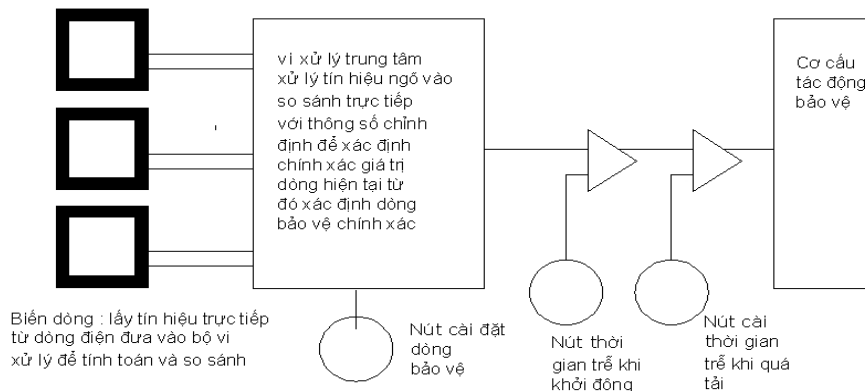 vi xử lý trung tâm
xử lý tín hiệu ngõ vào
so sánh trực tiếp
với thông số chỉnh
định để xác định
chính xác giá trị
dòng hiện tại từ
đó xác định dòng
bảo vệ chính xác
Cơ cấu
tác động
bảo vệ
Biến dòng : lấy tín hiệu trực tiếp
từ dòng điện đưa vào bộ vi
xử lý để tính toán và so sánh
Nút cài đặt
dòng
bảo vệ
Nút thời
gian trễ khi
khởi động
Nút cài
thời gian
trễ khi quá
tải